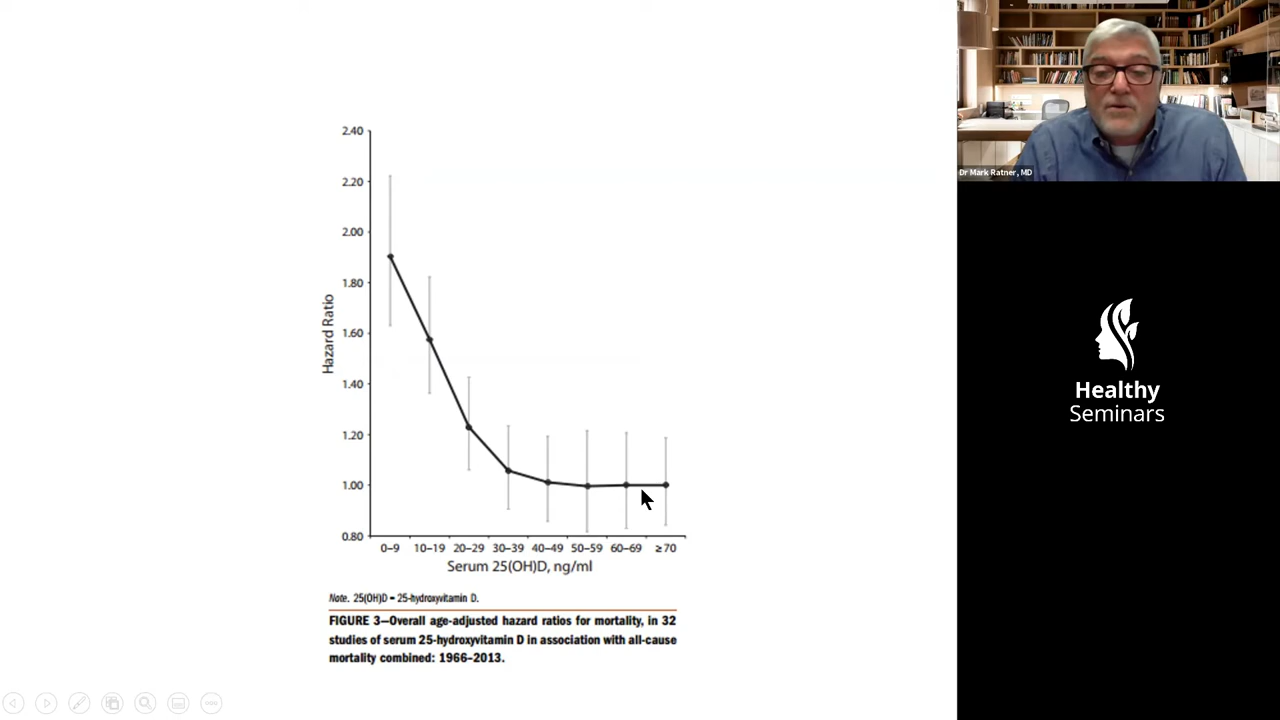 2.40
2.20
2.00
1.80
1.60
1.40
1.20
1.00
0.80
Hazard Ratio
0–9 10–19 20–29 30–39 40–49 50–59 60–69 ≥70
Serum 25(OH)D, ng/ml
Note. 25(OH)D = 25-hydroxyvitamin D.
FIGURE 3—Overall age-adjusted hazard ratios for mortality, in 32
studies of serum 25-hydroxyvitamin D in association with all-cause
mortality combined: 1966–2013.
Dr Mark Ratner, MD
Healthy
Seminars